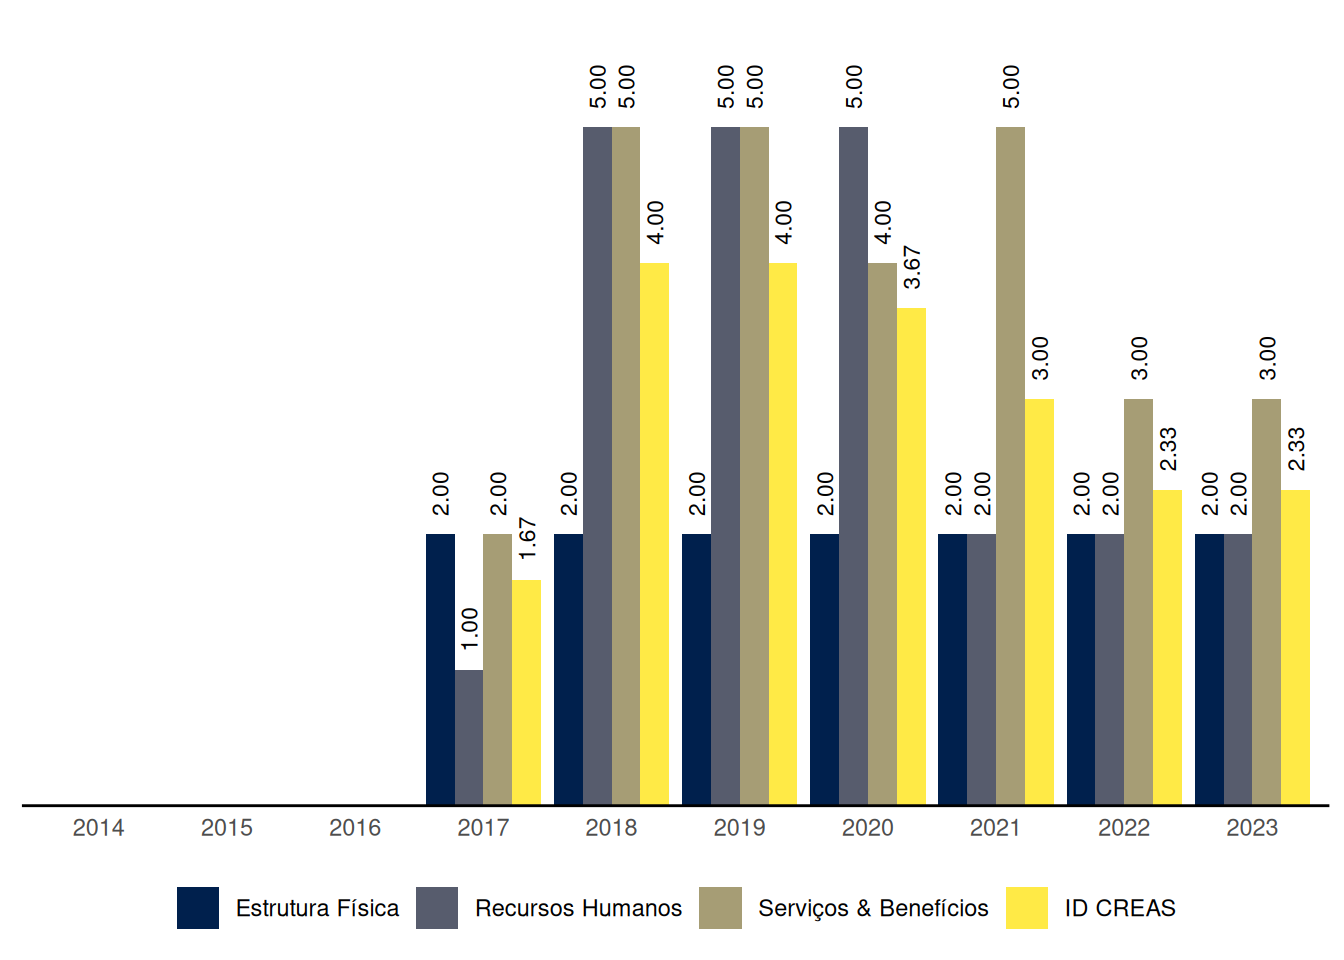 5.00 5.00 5.00 5.00 5.00 5.00
4.00 4.00 4.00
3.67
3.00 3.00 3.00
2.33 2.33
2.00 2.00 2.00 2.00 2.00 2.00 2.00 2.00 2.00 2.00 2.00
1.67
1.00
2014 2015 2016 2017 2018 2019 2020 2021 2022 2023
Estrutura Física Recursos Humanos Serviços & Benefícios ID CREAS